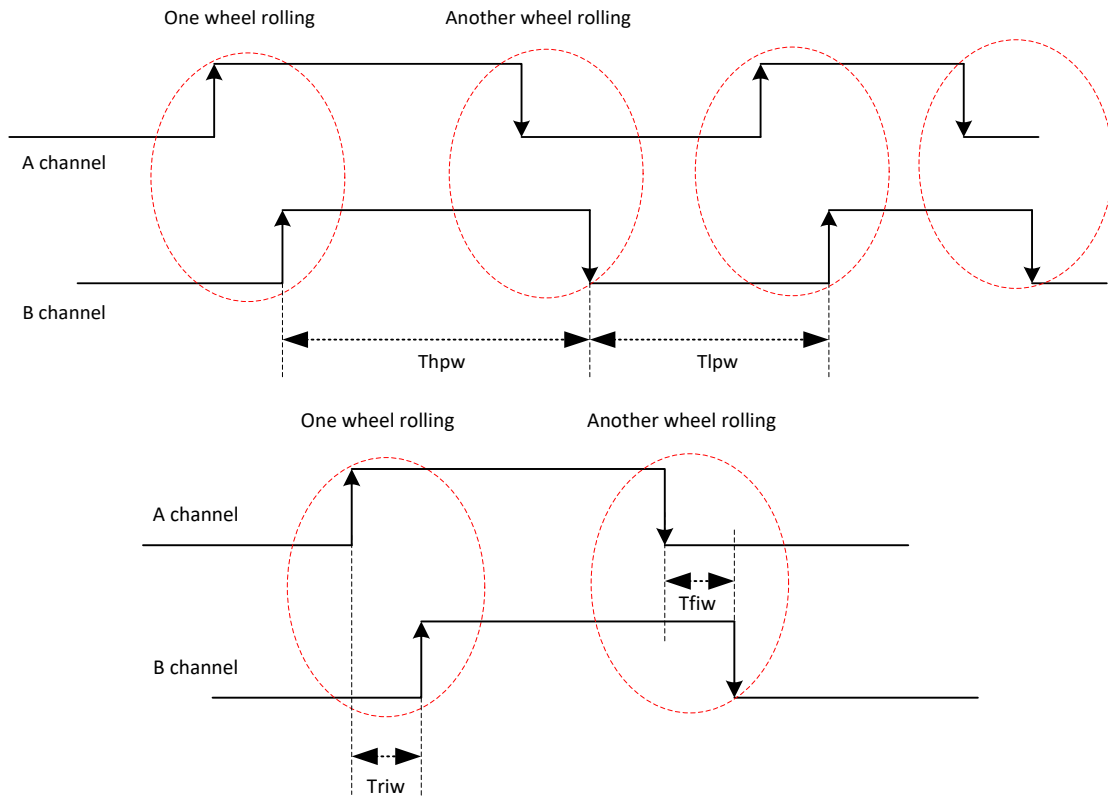 One wheel rolling
Another wheel rolling
A channel
B channel
Thpw
Tlpw
One wheel rolling
Another wheel rolling
A channel
Tfiw
B channel
Triw